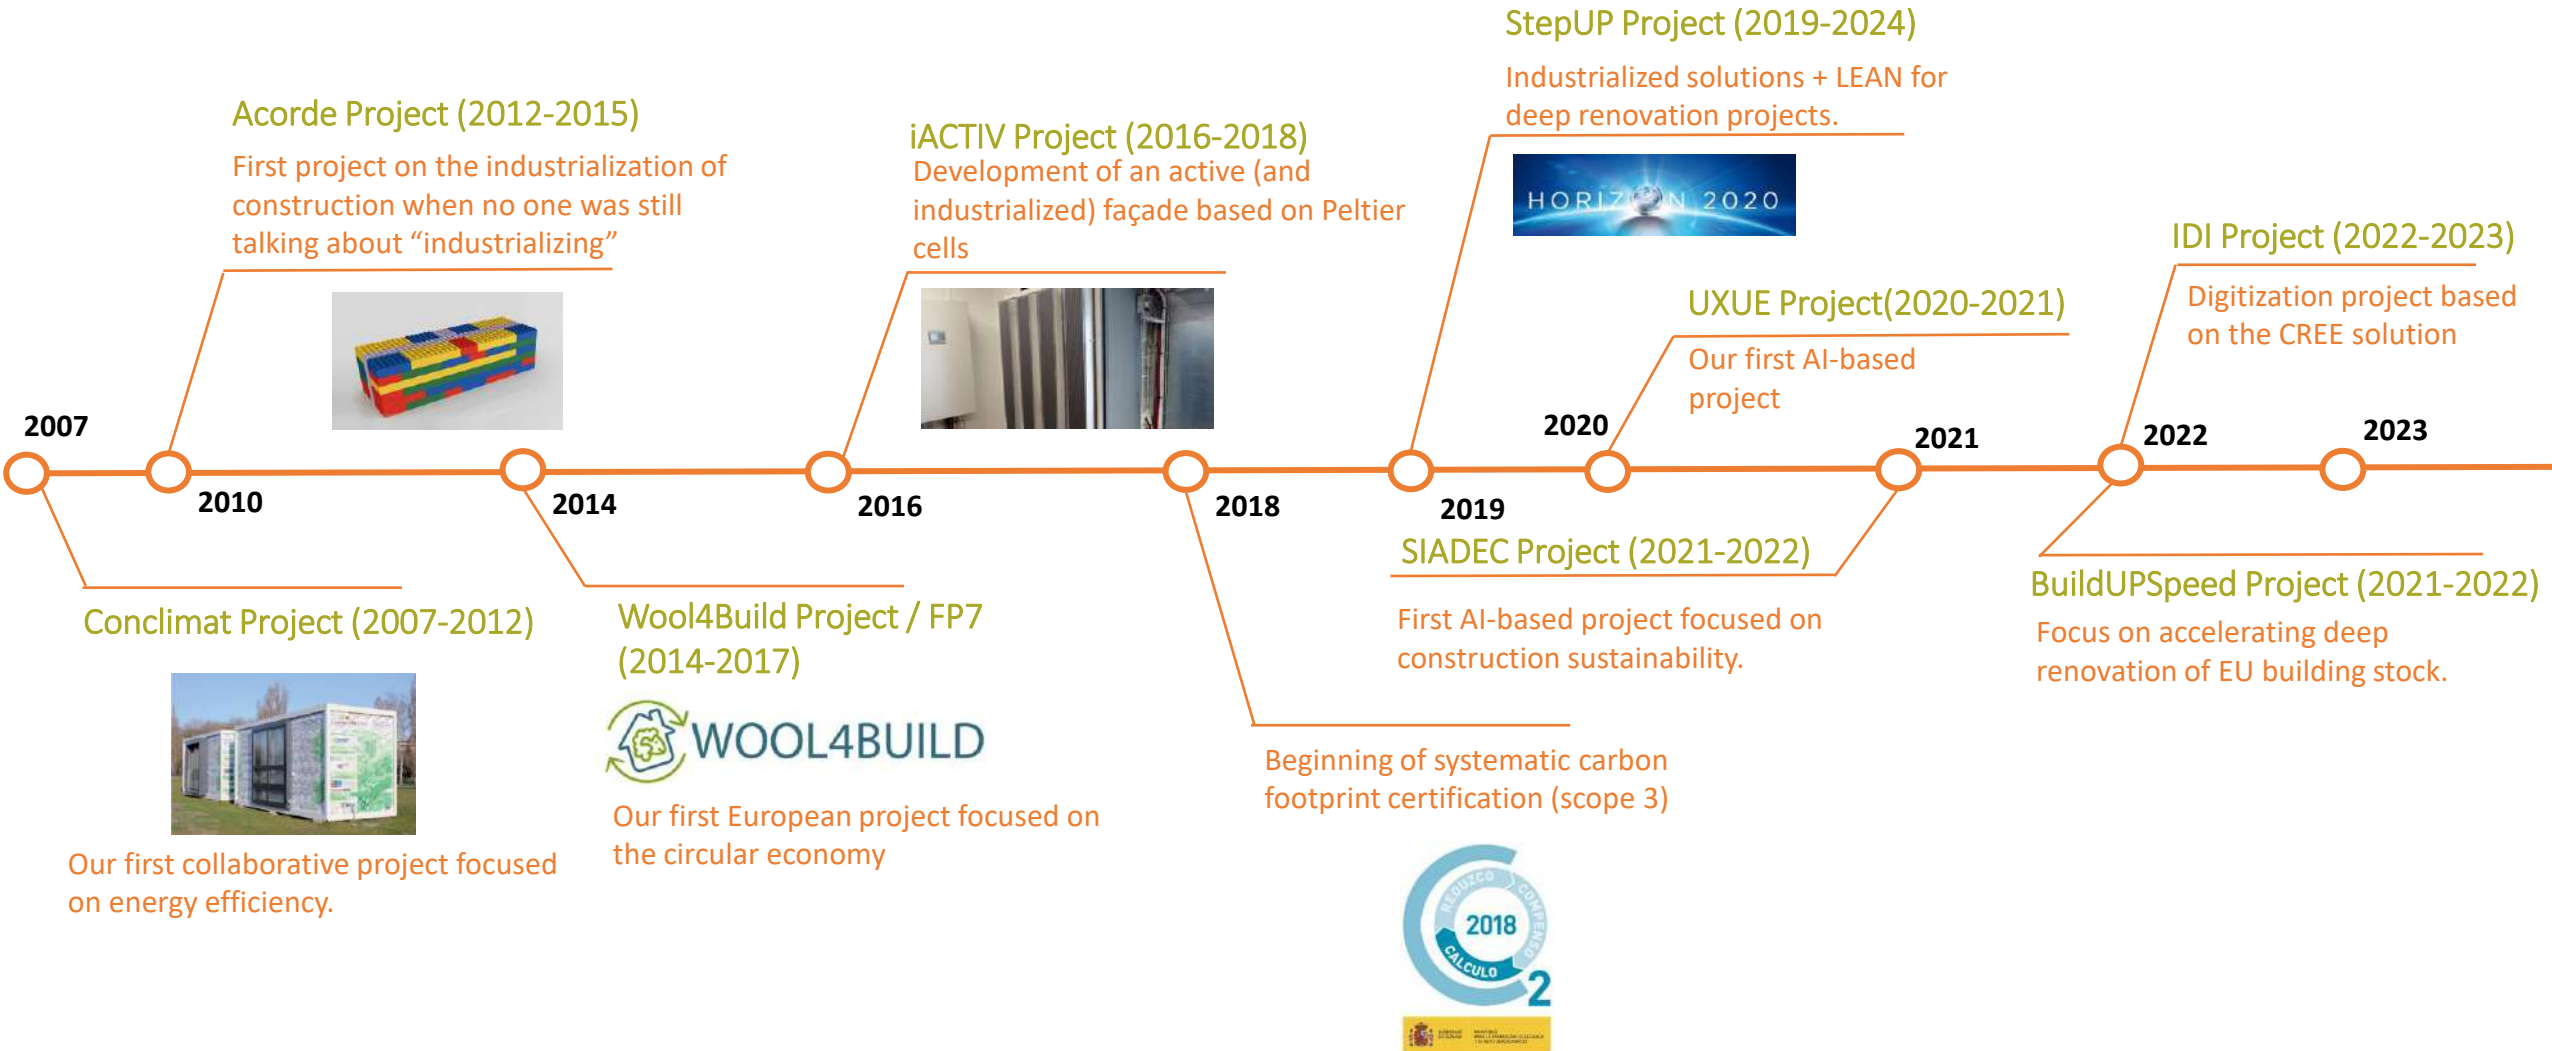 StepUP Project (2019-2024)
Industrialized solutions + LEAN for
deep renovation projects.
HORIZON 2020
Acorde Project (2012-2015)
First project on the industrialization of
construction when no one was still
talking about “industrializing”
iACTIV Project (2016-2018)
Development of an active (and
industrialized) façade based on Peltier
cells
IDI Project (2022-2023)
Digitization project based
on the CREE solution
UXUE Project(2020-2021)
Our first AI-based
project
2007
2010
2014
2016
2018
2019
2020
2021
2022
2023
Conclimat Project (2007-2012)
Our first collaborative project focused
on energy efficiency.
Wool4Build Project / FP7
(2014-2017)
WOOL4BUILD
Our first European project focused on
the circular economy
SIADEC Project (2021-2022)
First AI-based project focused on
construction sustainability.
BuildUPSpeed Project (2021-2022)
Focus on accelerating deep
renovation of EU building stock.
Beginning of systematic carbon
footprint certification (scope 3)
REDUZCO
COMPENSO
2018
CALCULO
2